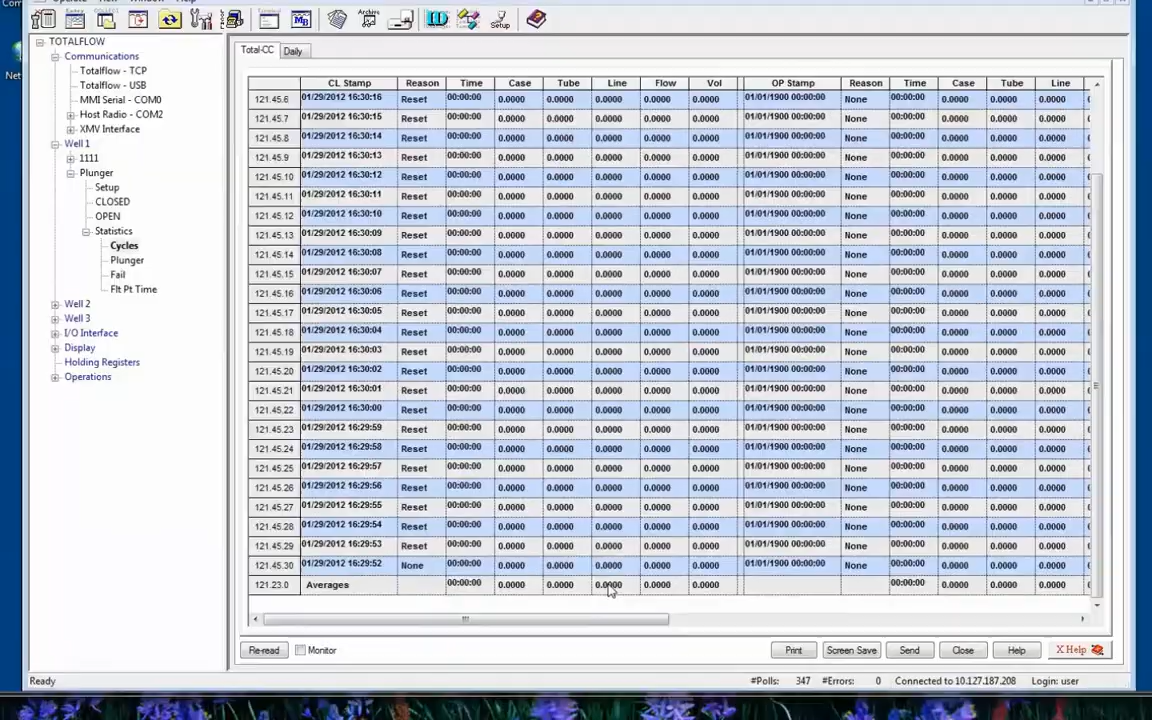 Setup
TOTALFLOW
Communications
Totalflow - TCP
Totalflow - USB
MMI Serial - COM0
Host Radio - COM2
XMV Interface
Well 1
1111
Plunger
Setup
CLOSED
OPEN
Statistics
Cycles
Plunger
Fail
Flt Pt Time
Well 2
Well 3
I/O Interface
Display
Holding Registers
Operations
Total-CC Daily
CL Stamp Reason Time Case Tube Line Flow Vol OP Stamp Reason Time Case Tube Line
121.45.6 01/29/2012 16:30:16 Reset 00:00:00 0.0000 0.0000 0.0000 0.0000 0.0000 01/01/1900 00:00:00 None 00:00:00 0.0000 0.0000 0.0000
121.45.7 01/29/2012 16:30:15 Reset 00:00:00 0.0000 0.0000 0.0000 0.0000 0.0000 01/01/1900 00:00:00 None 00:00:00 0.0000 0.0000 0.0000
121.45.8 01/29/2012 16:30:14 Reset 00:00:00 0.0000 0.0000 0.0000 0.0000 0.0000 01/01/1900 00:00:00 None 00:00:00 0.0000 0.0000 0.0000
121.45.9 01/29/2012 16:30:13 Reset 00:00:00 0.0000 0.0000 0.0000 0.0000 0.0000 01/01/1900 00:00:00 None 00:00:00 0.0000 0.0000 0.0000
121.45.10 01/29/2012 16:30:12 Reset 00:00:00 0.0000 0.0000 0.0000 0.0000 0.0000 01/01/1900 00:00:00 None 00:00:00 0.0000 0.0000 0.0000
121.45.11 01/29/2012 16:30:11 Reset 00:00:00 0.0000 0.0000 0.0000 0.0000 0.0000 01/01/1900 00:00:00 None 00:00:00 0.0000 0.0000 0.0000
121.45.12 01/29/2012 16:30:10 Reset 00:00:00 0.0000 0.0000 0.0000 0.0000 0.0000 01/01/1900 00:00:00 None 00:00:00 0.0000 0.0000 0.0000
121.45.13 01/29/2012 16:30:09 Reset 00:00:00 0.0000 0.0000 0.0000 0.0000 0.0000 01/01/1900 00:00:00 None 00:00:00 0.0000 0.0000 0.0000
121.45.14 01/29/2012 16:30:08 Reset 00:00:00 0.0000 0.0000 0.0000 0.0000 0.0000 01/01/1900 00:00:00 None 00:00:00 0.0000 0.0000 0.0000
121.45.15 01/29/2012 16:30:07 Reset 00:00:00 0.0000 0.0000 0.0000 0.0000 0.0000 01/01/1900 00:00:00 None 00:00:00 0.0000 0.0000 0.0000
121.45.16 01/29/2012 16:30:06 Reset 00:00:00 0.0000 0.0000 0.0000 0.0000 0.0000 01/01/1900 00:00:00 None 00:00:00 0.0000 0.0000 0.0000
121.45.17 01/29/2012 16:30:05 Reset 00:00:00 0.0000 0.0000 0.0000 0.0000 0.0000 01/01/1900 00:00:00 None 00:00:00 0.0000 0.0000 0.0000
121.45.18 01/29/2012 16:30:04 Reset 00:00:00 0.0000 0.0000 0.0000 0.0000 0.0000 01/01/1900 00:00:00 None 00:00:00 0.0000 0.0000 0.0000
121.45.19 01/29/2012 16:30:03 Reset 00:00:00 0.0000 0.0000 0.0000 0.0000 0.0000 01/01/1900 00:00:00 None 00:00:00 0.0000 0.0000 0.0000
121.45.20 01/29/2012 16:30:02 Reset 00:00:00 0.0000 0.0000 0.0000 0.0000 0.0000 01/01/1900 00:00:00 None 00:00:00 0.0000 0.0000 0.0000
121.45.21 01/29/2012 16:30:01 Reset 00:00:00 0.0000 0.0000 0.0000 0.0000 0.0000 01/01/1900 00:00:00 None 00:00:00 0.0000 0.0000 0.0000
121.45.22 01/29/2012 16:30:00 Reset 00:00:00 0.0000 0.0000 0.0000 0.0000 0.0000 01/01/1900 00:00:00 None 00:00:00 0.0000 0.0000 0.0000
121.45.23 01/29/2012 16:29:59 Reset 00:00:00 0.0000 0.0000 0.0000 0.0000 0.0000 01/01/1900 00:00:00 None 00:00:00 0.0000 0.0000 0.0000
121.45.24 01/29/2012 16:29:58 Reset 00:00:00 0.0000 0.0000 0.0000 0.0000 0.0000 01/01/1900 00:00:00 None 00:00:00 0.0000 0.0000 0.0000
121.45.25 01/29/2012 16:29:57 Reset 00:00:00 0.0000 0.0000 0.0000 0.0000 0.0000 01/01/1900 00:00:00 None 00:00:00 0.0000 0.0000 0.0000
121.45.26 01/29/2012 16:29:56 Reset 00:00:00 0.0000 0.0000 0.0000 0.0000 0.0000 01/01/1900 00:00:00 None 00:00:00 0.0000 0.0000 0.0000
121.45.27 01/29/2012 16:29:55 Reset 00:00:00 0.0000 0.0000 0.0000 0.0000 0.0000 01/01/1900 00:00:00 None 00:00:00 0.0000 0.0000 0.0000
121.45.28 01/29/2012 16:29:54 Reset 00:00:00 0.0000 0.0000 0.0000 0.0000 0.0000 01/01/1900 00:00:00 None 00:00:00 0.0000 0.0000 0.0000
121.45.29 01/29/2012 16:29:53 Reset 00:00:00 0.0000 0.0000 0.0000 0.0000 0.0000 01/01/1900 00:00:00 None 00:00:00 0.0000 0.0000 0.0000
121.45.30 01/29/2012 16:29:52 None 00:00:00 0.0000 0.0000 0.0000 0.0000 0.0000 01/01/1900 00:00:00 None 00:00:00 0.0000 0.0000 0.0000
121.23.0 Averages 00:00:00 0.0000 0.0000 0.0000 0.0000 0.0000 00:00:00 0.0000 0.0000 0.0000
Re-read Monitor Print Screen Save Send Close Help X Help
Ready #Polls: 347 #Errors: 0 Connected to 10.127.187.208 Login: user